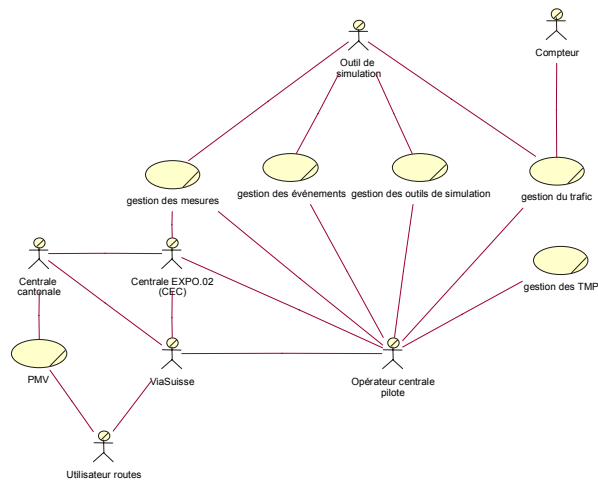 Outil de
simulation
Compteur
gestion des mesures
gestion des événements
gestion des outils de simulation
gestion du trafic
Centrale
cantonale
Centrale EXPO.02
(CEC)
gestion des TMP
PMV
ViaSuisse
Opérateur centrale
pilote
Utilisateur routes